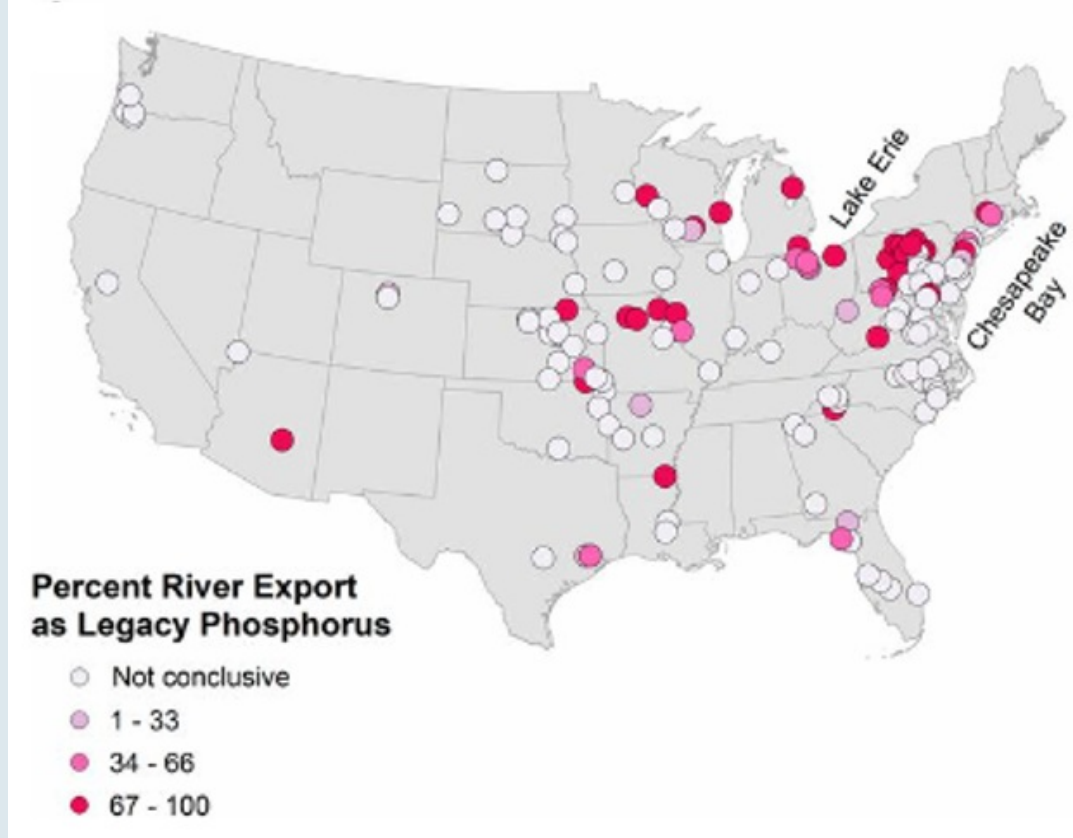 Lake Erie
Chesapeake
Bay
Percent River Export
as Legacy Phosphorus
Not conclusive
1 - 33
34 - 66
67 - 100